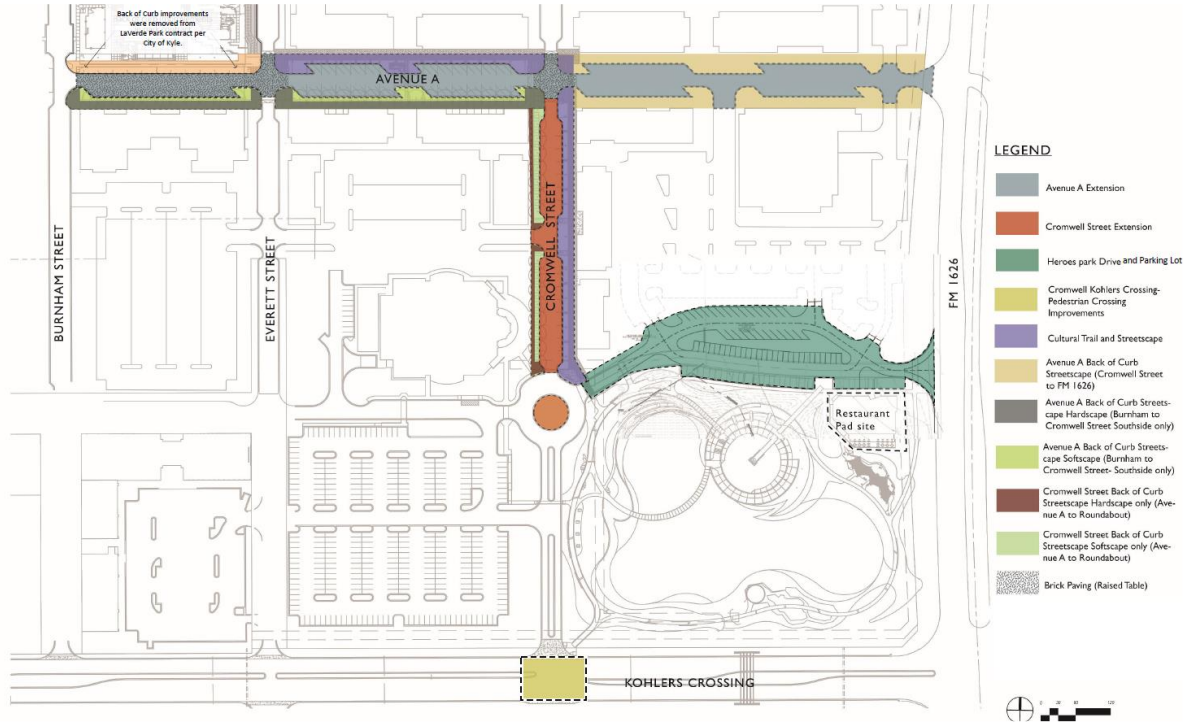 Back of Curb improvements
were removed from
LaVerde Park contract per
City of Kyle.
AVENUE A
BURNHAM STREET
EVERETT STREET
CROMWELL STREET
FM 1626
Restaurant
Pad site
KOHLERS CROSSING
LEGEND
Avenue A Extension
Cromwell Street Extension
Heroes park Drive and Parking Lot
Cromwell Kohlers Crossing-
Pedestrian Crossing
Improvements
Cultural Trail and Streetscape
Avenue A Back of Curb
Streetscape (Cromwell Street
to FM 1626)
Avenue A Back of Curb Streets-
cape Hardscape (Burnham to
Cromwell Street Southside only)
Avenue A Back of Curb Streets-
cape Softscape (Burnham to
Cromwell Street- Southside only)
Cromwell Street Back of Curb
Streetscape Hardscape only (Ave-
nue A to Roundabout)
Cromwell Street Back of Curb
Streetscape Softscape only (Ave-
nue A to Roundabout)
Brick Paving (Raised Table)